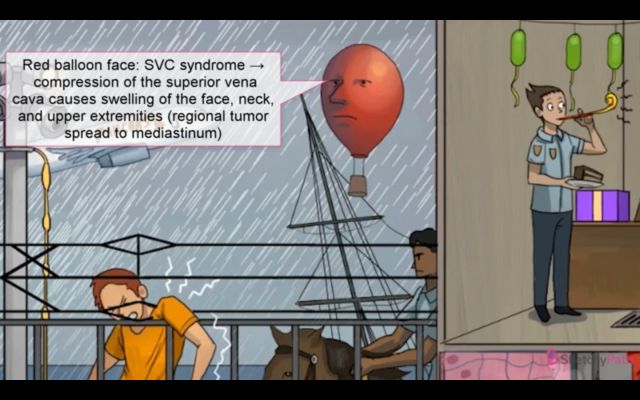 Red balloon face: SVC syndrome →
compression of the superior vena
cava causes swelling of the face, neck,
and upper extremities (regional tumor
spread to mediastinum)